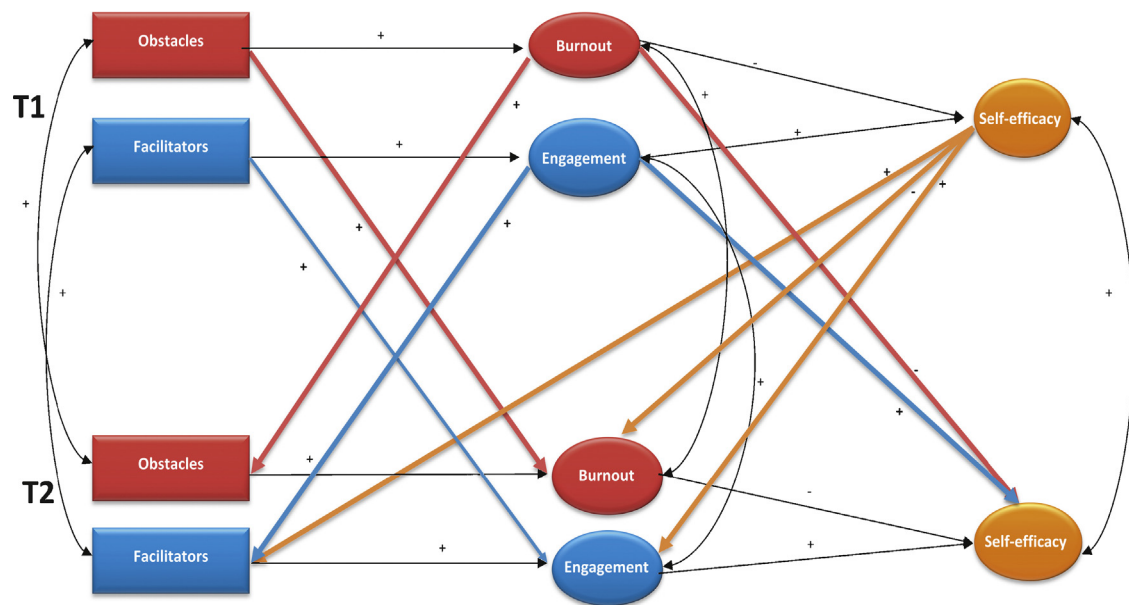 Obstacles
+
Burnout
-
+
+
T1
Facilitators
+
Engagement
+
Self-efficacy
+
-
+
+
+
+
+
+
+
+
-
+
+
Obstacles
+
Burnout
-
T2
Facilitators
+
Engagement
+
Self-efficacy